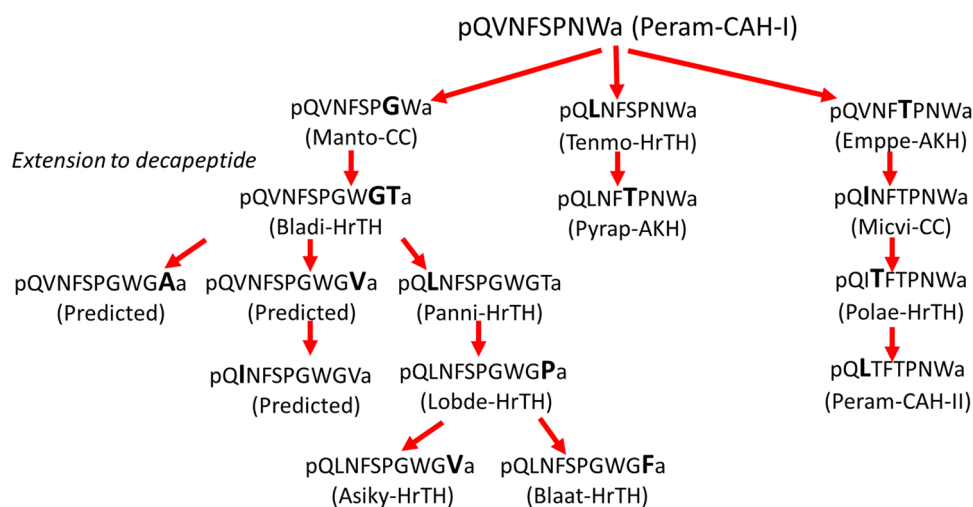 pQVNFSPNWa (Peram-CAH-I)
pQVNFSPGWa
(Manto-CC)
pQLNFSPNWa
(Tenmo-HrTH)
pQVNFTPNWa
(Emppe-AKH)
Extension to decapeptide
pQVNFSPGWGTa
(Bladi-HrTH
pQLNFTPNWa
(Pyrap-AKH)
pQINFTPNWa
(Micvi-CC)
pQVNFSPGWGAa
(Predicted)
pQVNFSPGWGVa
(Predicted)
pQLNFSPGWGTa
(Panni-HrTH)
pQITFTPNWa
(Polae-HrTH)
pQINFSPGWGVa
(Predicted)
pQLNFSPGWGPa
(Lobde-HrTH)
pQLTFTPNWa
(Peram-CAH-II)
pQLNFSPGWGVa
(Asiky-HrTH)
pQLNFSPGWGFa
(Blaat-HrTH)